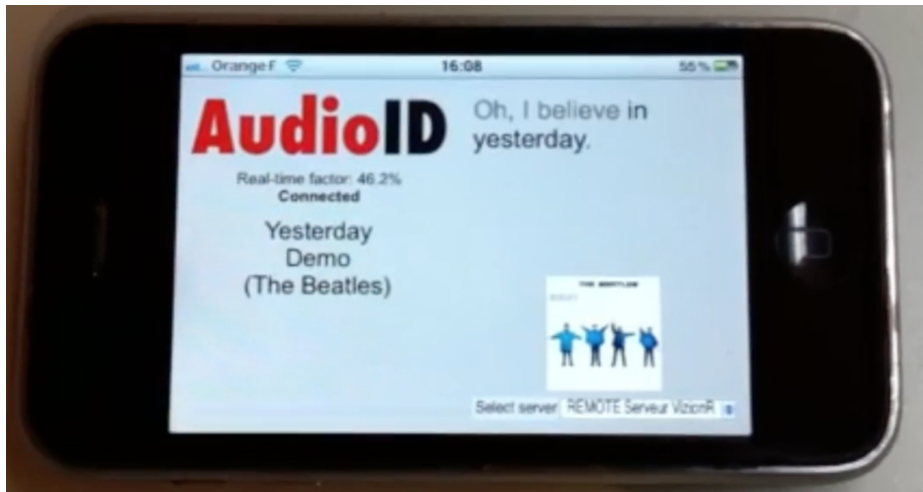 Orange F 16:08 55 %
AudioID
Real-time factor: 46.2%
Connected
Yesterday
Demo
(The Beatles)
Oh, I believe in
yesterday.
THE BEATLES
Select server REMOTE Serveur VizionR